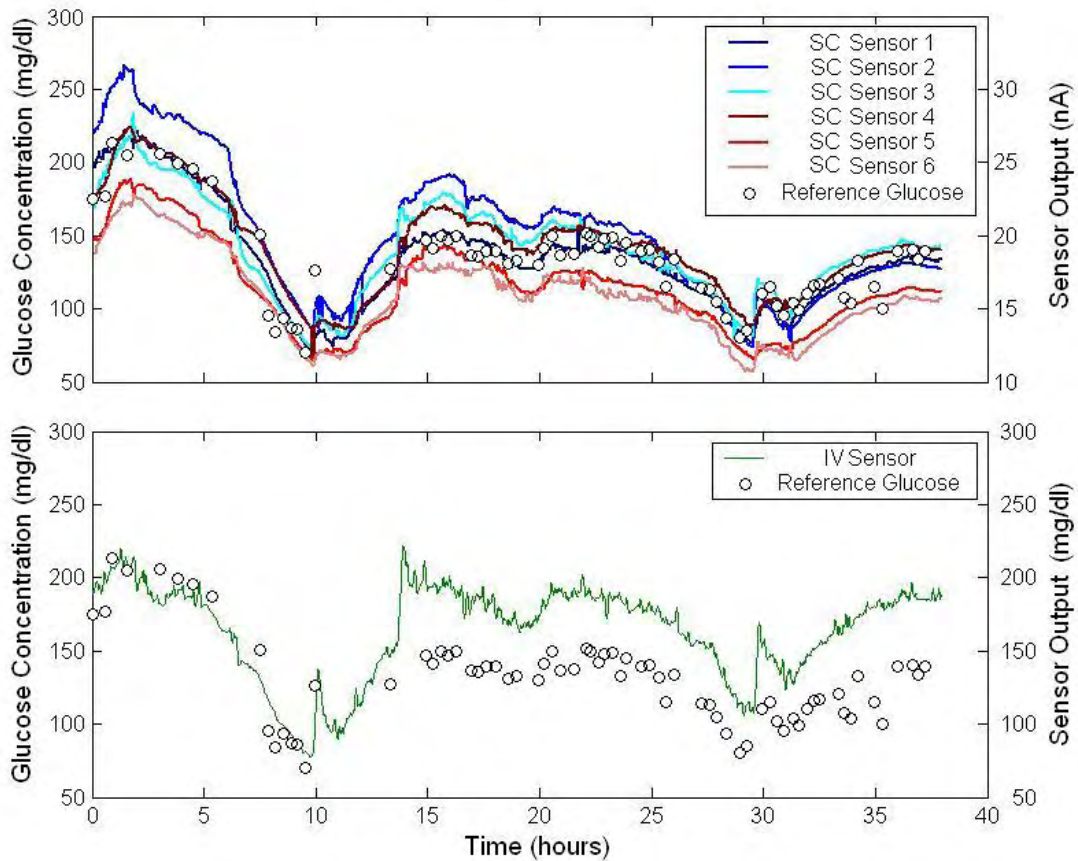 300
250
200
150
100
50
Glucose Concentration (mg/dl)
SC Sensor 1
SC Sensor 2
SC Sensor 3
SC Sensor 4
SC Sensor 5
SC Sensor 6
Reference Glucose
30
25
20
15
10
Sensor Output (nA)
300
250
200
150
100
50
Glucose Concentration (mg/dl)
IV Sensor
Reference Glucose
300
250
200
150
100
50
Sensor Output (mg/dl)
0 5 10 15 20 25 30 35 40
Time (hours)